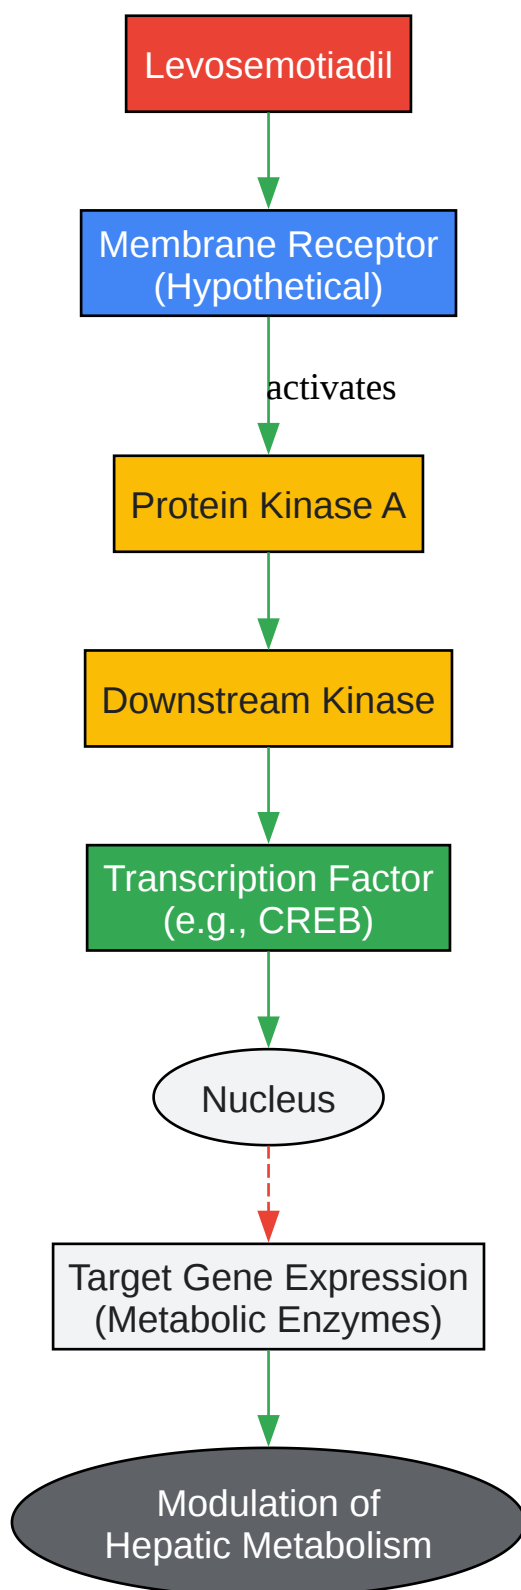 Levosemotiadil
Membrane Receptor
(Hypothetical)
activates
Protein Kinase A
Downstream Kinase
Transcription Factor
(e.g., CREB)
Nucleus
Target Gene Expression
(Metabolic Enzymes)
Modulation of
Hepatic Metabolism